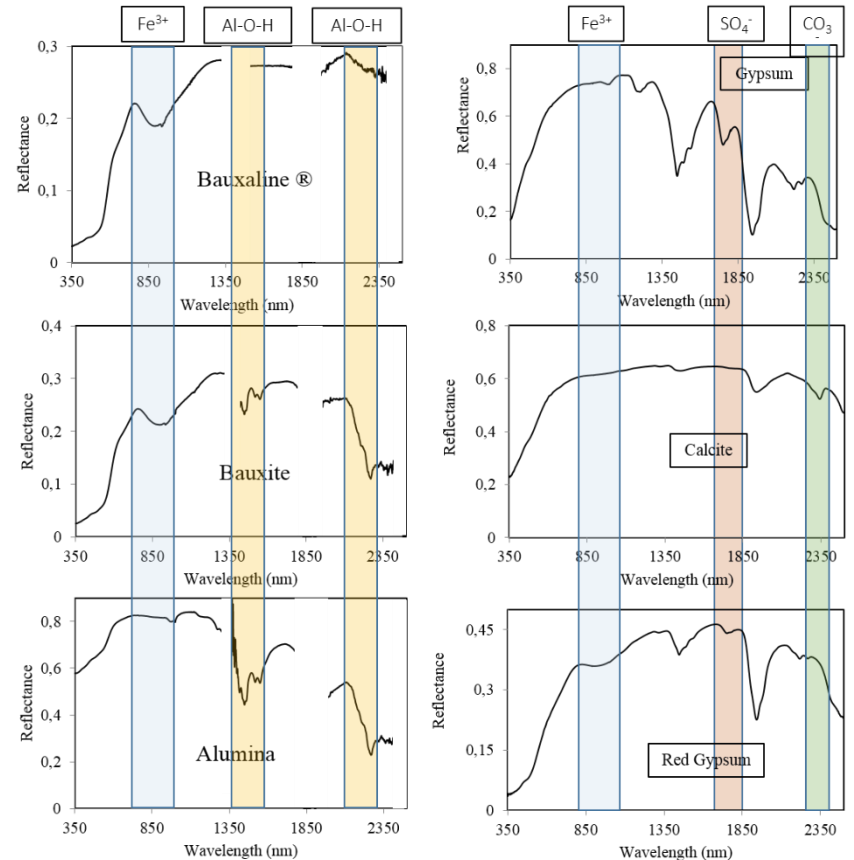 Fe³⁺
Al-O-H
Al-O-H
0,3
0,2
0,1
0
Reflectance
Bauxaline ®
350
850
1350
1850
2350
Wavelength (nm)
0,4
0,3
0,2
0,1
0
Reflectance
Bauxite
350
850
1350
1850
2350
Wavelength (nm)
0,8
0,6
0,4
0,2
0
Reflectance
Alumina
350
850
1350
1850
2350
Wavelength (nm)
Fe³⁺
SO₄⁻
CO₃
-
0,8
0,6
0,4
0,2
0
Reflectance
Gypsum
350
850
1350
1850
2350
Wavelength (nm)
0,8
0,6
0,4
0,2
0
Reflectance
Calcite
350
850
1350
1850
2350
Wavelength (nm)
0,45
0,3
0,15
0
Reflectance
Red Gypsum
350
850
1350
1850
2350
Wavelength (nm)